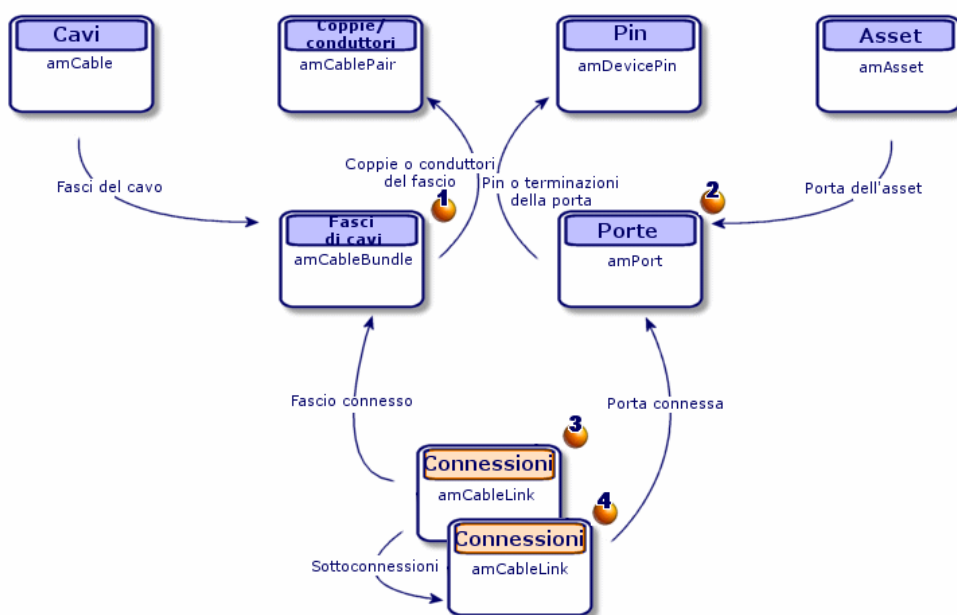 Cavi
amCable
Coppie/
conduttori
amCablePair
Pin
amDevicePin
Asset
amAsset
Fasci del cavo
Coppie o conduttori
del fascio
Pin o terminazioni
della porta
Porta dell'asset
1
2
Fasci
di cavi
amCableBundle
Porte
amPort
Fascio connesso
Porta connessa
3
Connessioni
amCableLink
4
Connessioni
amCableLink
Sottoconnessioni